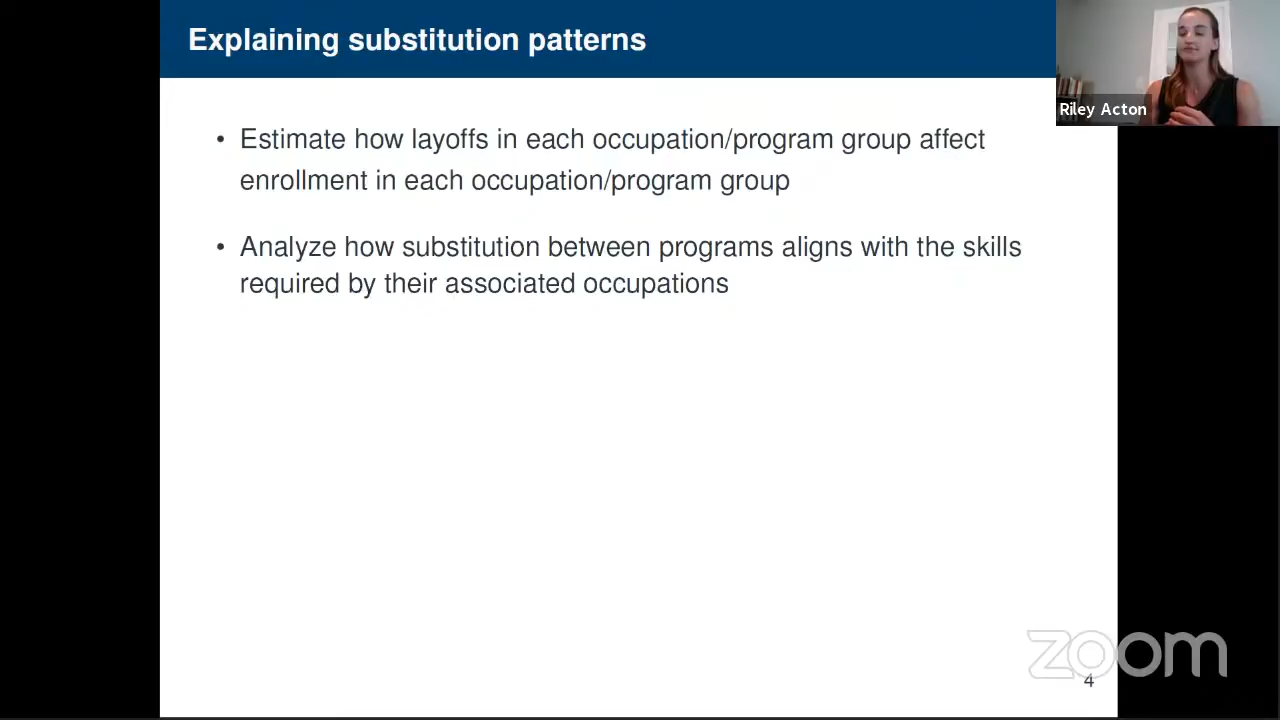 Explaining substitution patterns
Riley Acton
• Estimate how layoffs in each occupation/program group affect
enrollment in each occupation/program group
• Analyze how substitution between programs aligns with the skills
required by their associated occupations
zoom
4